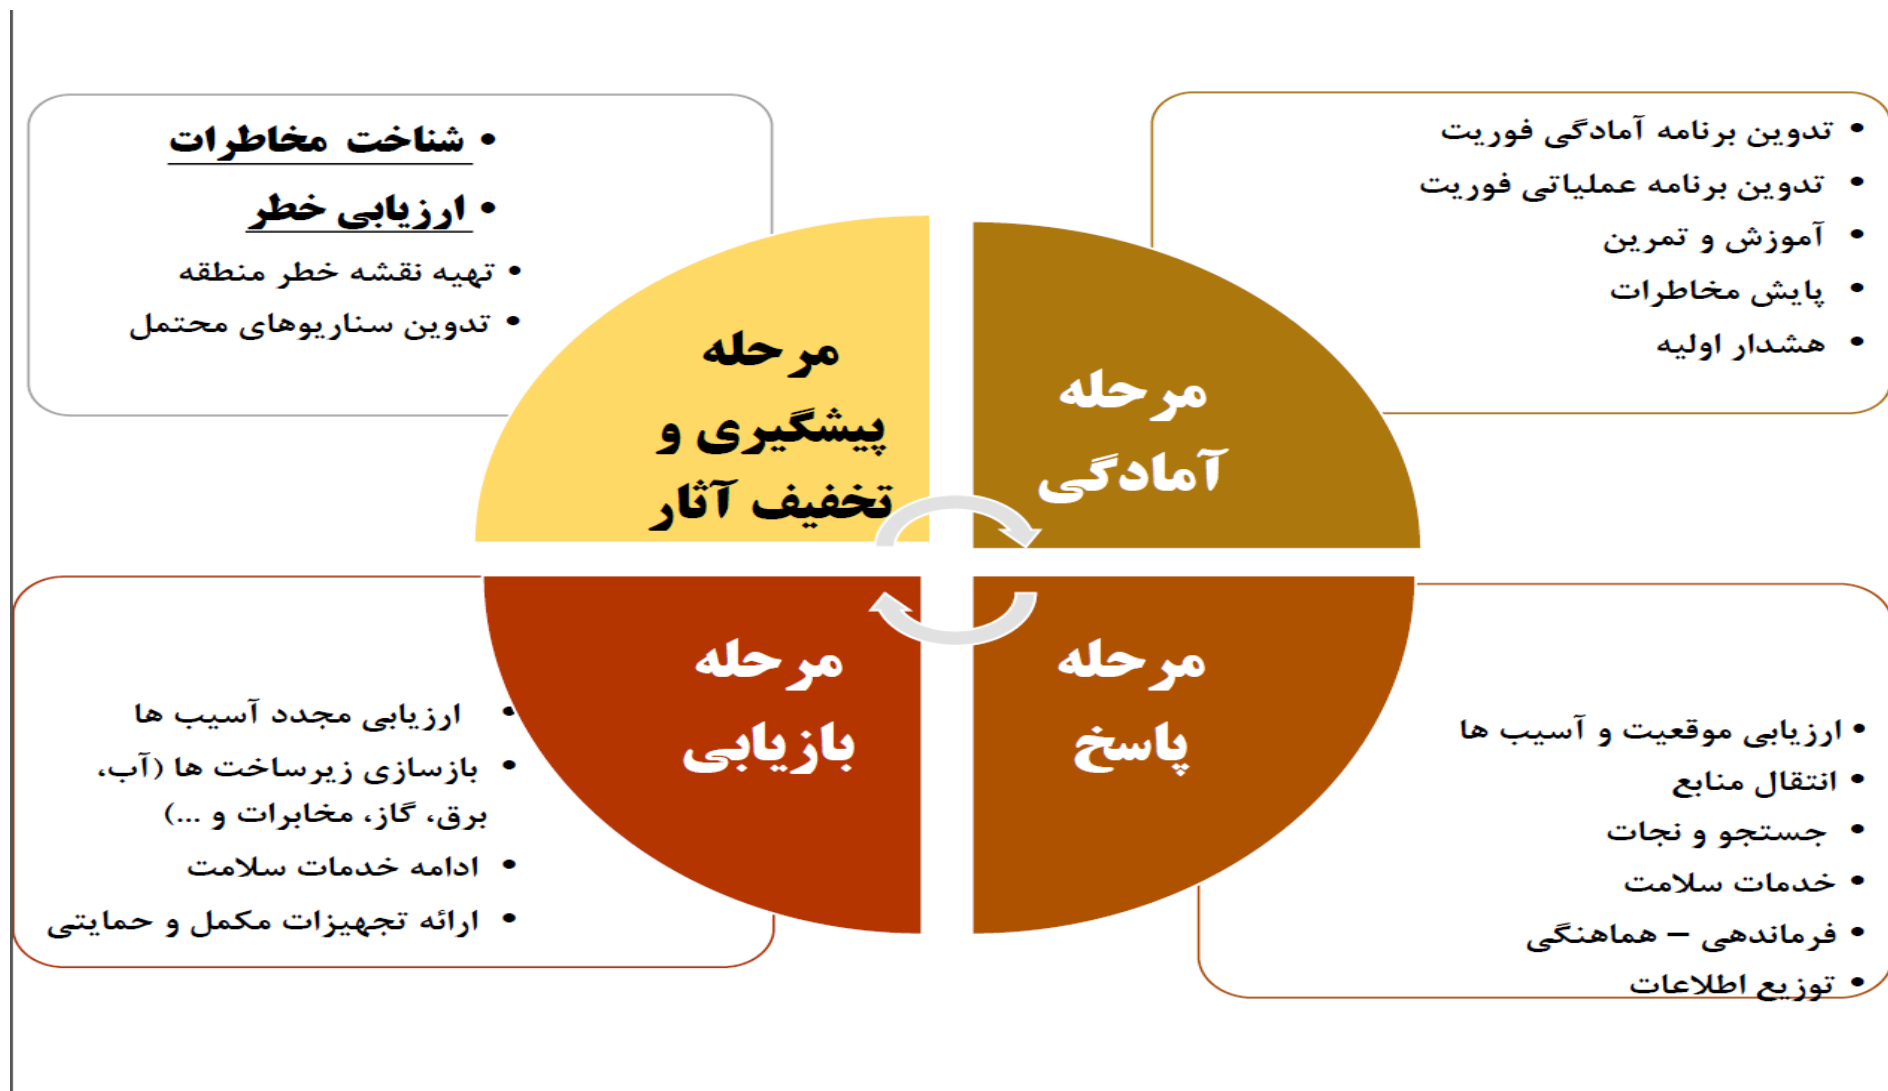 • تدوین برنامه آمادگی فوریت
• تدوین برنامه عملیاتی فوریت
• آموزش و تمرین
• پایش مخاطرات
• هشدار اولیه
• شناخت مخاطرات
• ارزیابی خطر
• تهیه نقشه خطر منطقه
• تدوین سناریوهای محتمل
مرحله
آمادگی
مرحله
پیشگیری و
تخفیف آثار
مرحله
پاسخ
مرحله
بازیابی
• ارزیابی موقعیت و آسیب ها
• انتقال منابع
• جستجو و نجات
• خدمات سلامت
• فرماندهی – هماهنگی
• توزیع اطلاعات
• ارزیابی مجدد آسیب ها
• بازسازی زیرساخت ها (آب،
برق، گاز، مخابرات و ...)
• ادامه خدمات سلامت
• ارائه تجهیزات مکمل و حمایتی